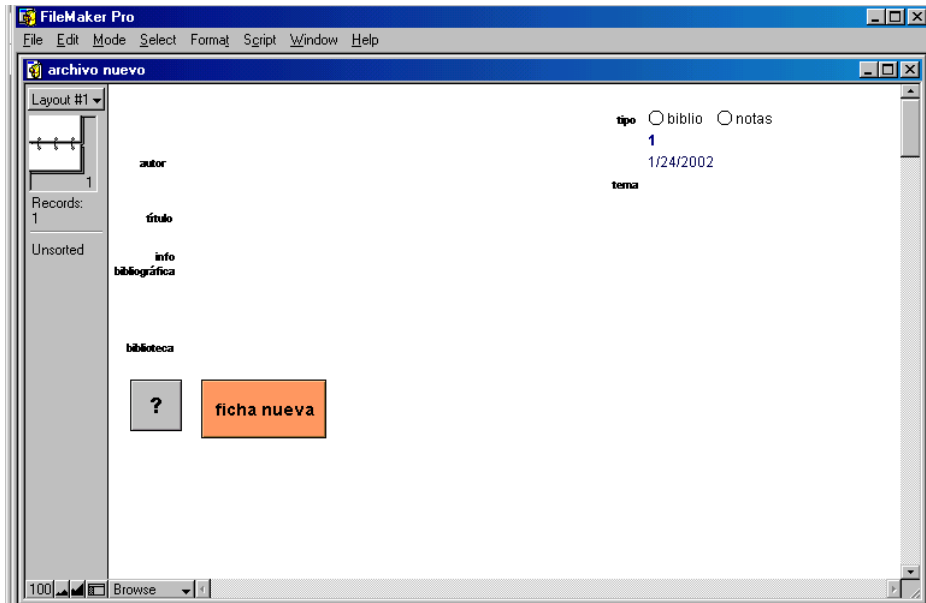 FileMaker Pro
File Edit Mode Select Format Script Window Help
archivo nuevo
Layout #1
1
Records:
1
Unsorted
tipo biblio notas
1
1/24/2002
autor
tema
título
info
bibliográfica
biblioteca
? ficha nueva
100 Browse